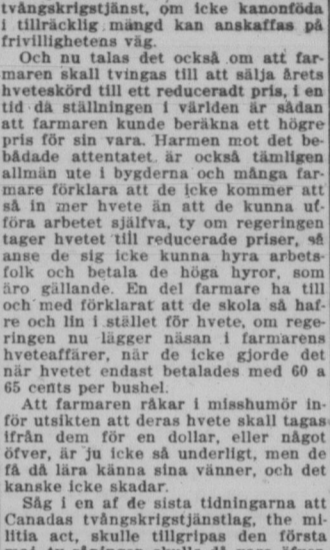 tvångskrigstjänst, om icke kanonföda
i tillräcklig mängd kan anskaffas på
frivillighetens väg.
Och nu talas det också om att far-
maren skall tvingas till att sälja årets
hveteskörd till ett reduceradt pris, i en
tid då ställningen i världen är sådan
att farmaren kunde beräkna ett högre
pris för sin vara. Harmen mot det be-
bådade attentatet är också tämligen
allmän ute i bygderna och många far-
mare förklara att de icke kommer att
så in mer hvete än att de kunna ut-
föra arbetet själfva, ty om regeringen
tager hvetet till reducerade priser, så
anse de sig icke kunna hyra arbets-
folk och betala de höga hyror, som
äro gällande. En del farmare ha till
och med förklarat att de skola så haf-
re och lin i stället för hvete, om rege-
ringen nu lägger näsan i farmarens
hveteaffärer, när de icke gjorde det
när hvetet endast betalades med 60 a
65 cents per bushel.
Att farmaren råkar i misshumör in-
för utsikten att deras hvete skall tagas
ifrån dem för en dollar, eller något
öfver, är ju icke så underligt, men de
få då lära känna sina vänner, och det
kanske icke skadar.
Såg i en af de sista tidningarna att
Canadas tvångskrigstjänstlag, the mi-
litia act, skulle tillgripas den första